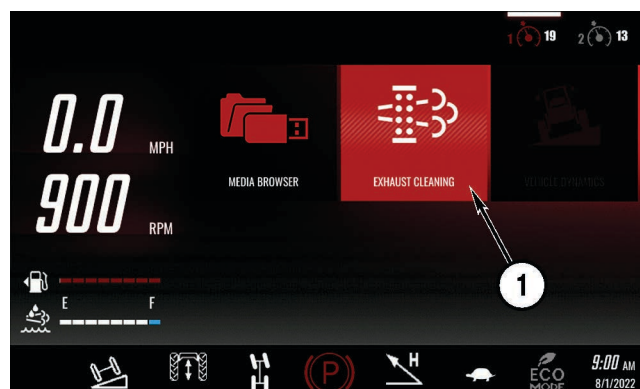 1 19 2 13
0.0 MPH
MEDIA BROWSER EXHAUST CLEANING VEHICLE DYNAMICS
900 RPM
1
E F
P H ECO MODE 9:00 AM
8/1/2022